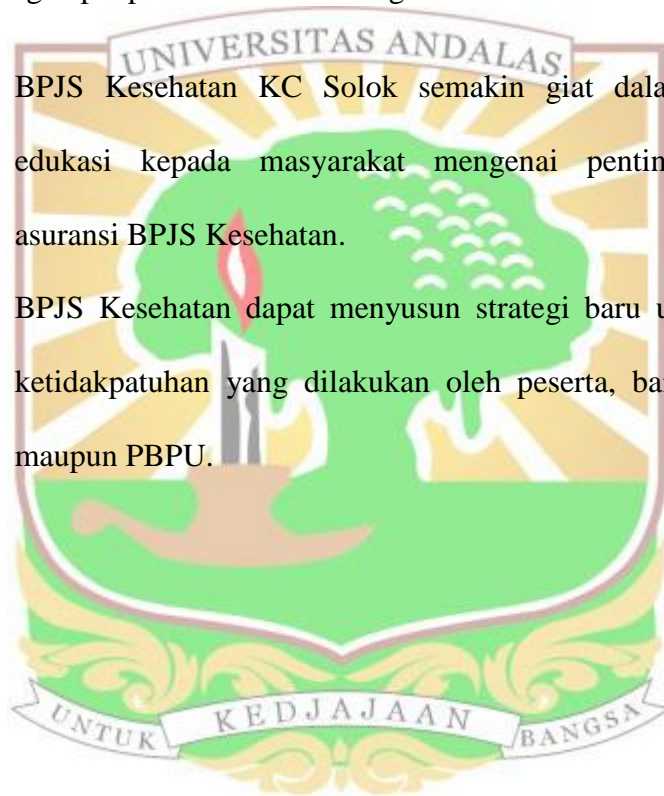 UNIVERSITAS ANDALAS
BPJS Kesehatan KC Solok semakin giat dala
edukasi kepada masyarakat mengenai pentin
asuransi BPJS Kesehatan.
BPJS Kesehatan dapat menyusun strategi baru u
ketidakpatuhan yang dilakukan oleh peserta, ba
maupun PBPU.
UNTUK KEDJAJAAN BANGSA